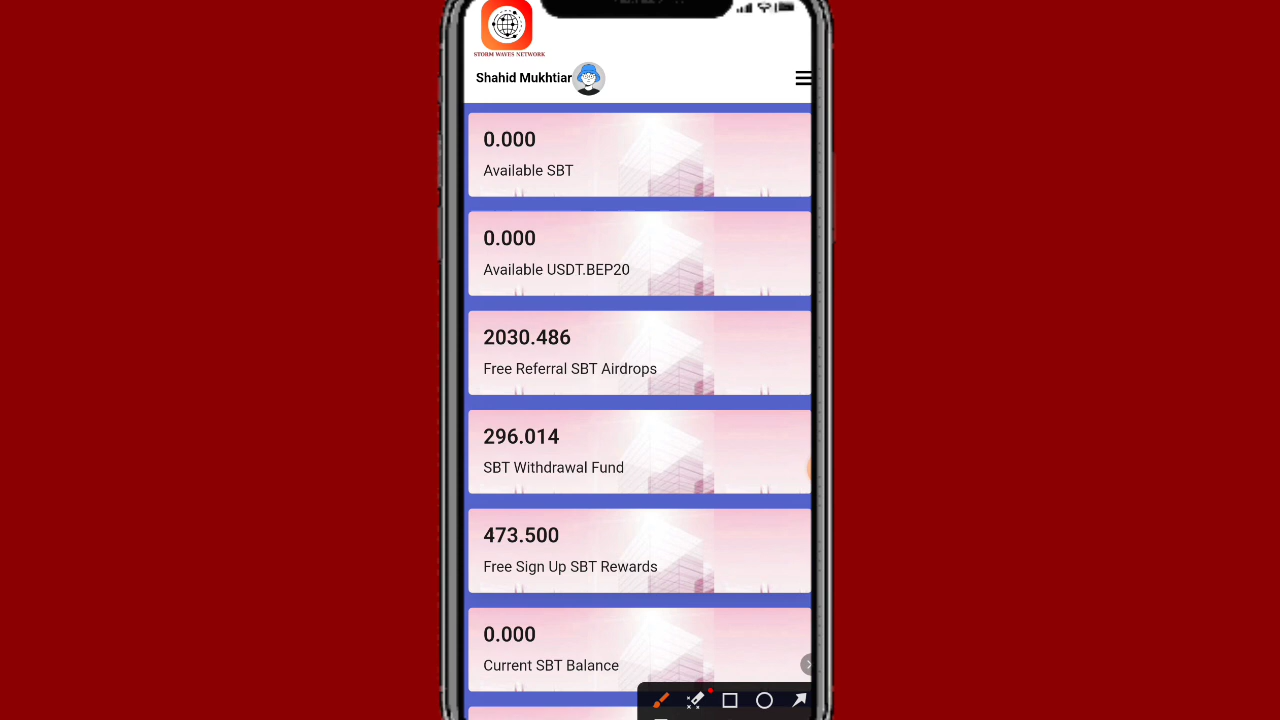 STORM WAVES NETWORK
Shahid Mukhtiar
0.000
Available SBT
0.000
Available USDT.BEP20
2030.486
Free Referral SBT Airdrops
296.014
SBT Withdrawal Fund
473.500
Free Sign Up SBT Rewards
0.000
Current SBT Balance